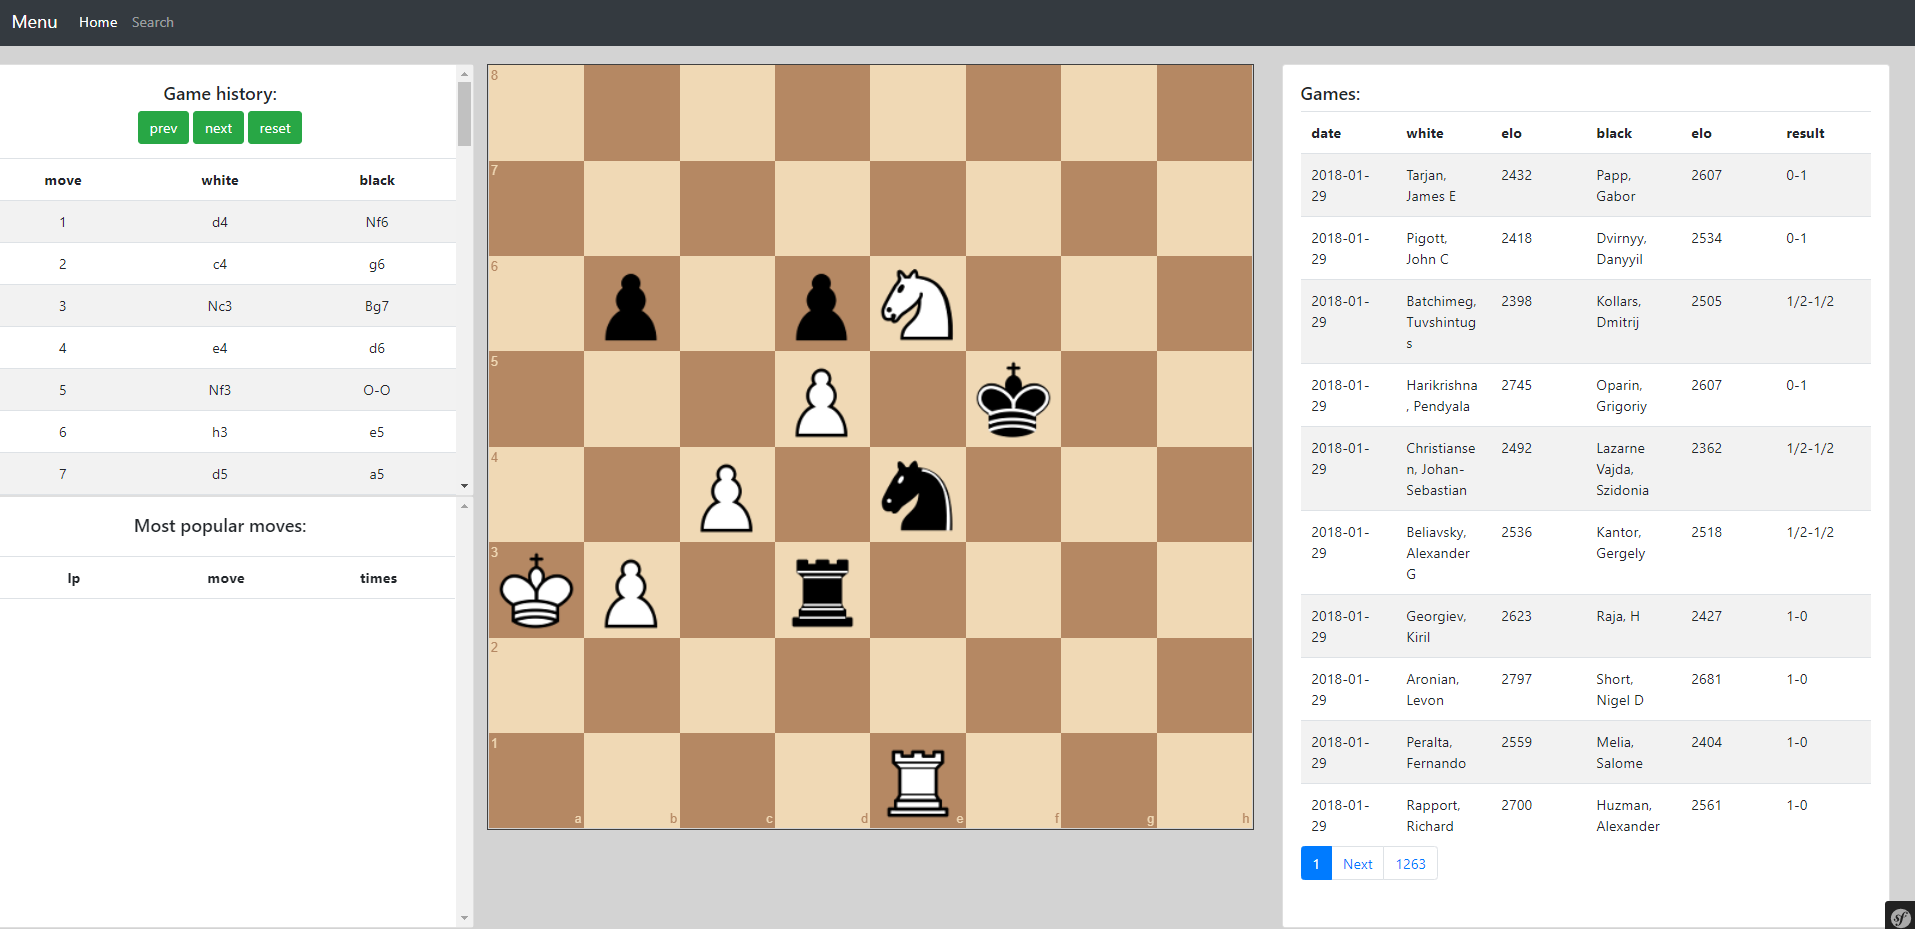 Menu Home Search
Game history:
prev next reset
move white black
1 d4 Nf6
2 c4 g6
3 Nc3 Bg7
4 e4 d6
5 Nf3 O-O
6 h3 e5
7 d5 a5
Most popular moves:
lp move times
8
7
6
5
4
3
2
1
a b c d e f g h
Games:
date white elo black elo result
2018-01- Tarjan, 2432 Papp, 2607 0-1
29 James E Gabor
2018-01- Pigott, 2418 Dvirnyy, 2534 0-1
29 John C Danyyil
2018-01- Batchimeg, 2398 Kollars, 2505 1/2-1/2
29 Tuvshintug Dmitrij
s
2018-01- Harikrishna 2745 Oparin, 2607 0-1
29 , Pendyala Grigoriy
2018-01- Christianse 2492 Lazarne 2362 1/2-1/2
29 n, Johan- Vajda,
Sebastian Szidonia
2018-01- Beliavsky, 2536 Kantor, 2518 1/2-1/2
29 Alexander Gergely
G
2018-01- Georgiev, 2623 Raja, H 2427 1-0
29 Kiril
2018-01- Aronian, 2797 Short, 2681 1-0
29 Levon Nigel D
2018-01- Peralta, 2559 Melia, 2404 1-0
29 Fernando Salome
2018-01- Rapport, 2700 Huzman, 2561 1-0
29 Richard Alexander
1 Next 1263
sf